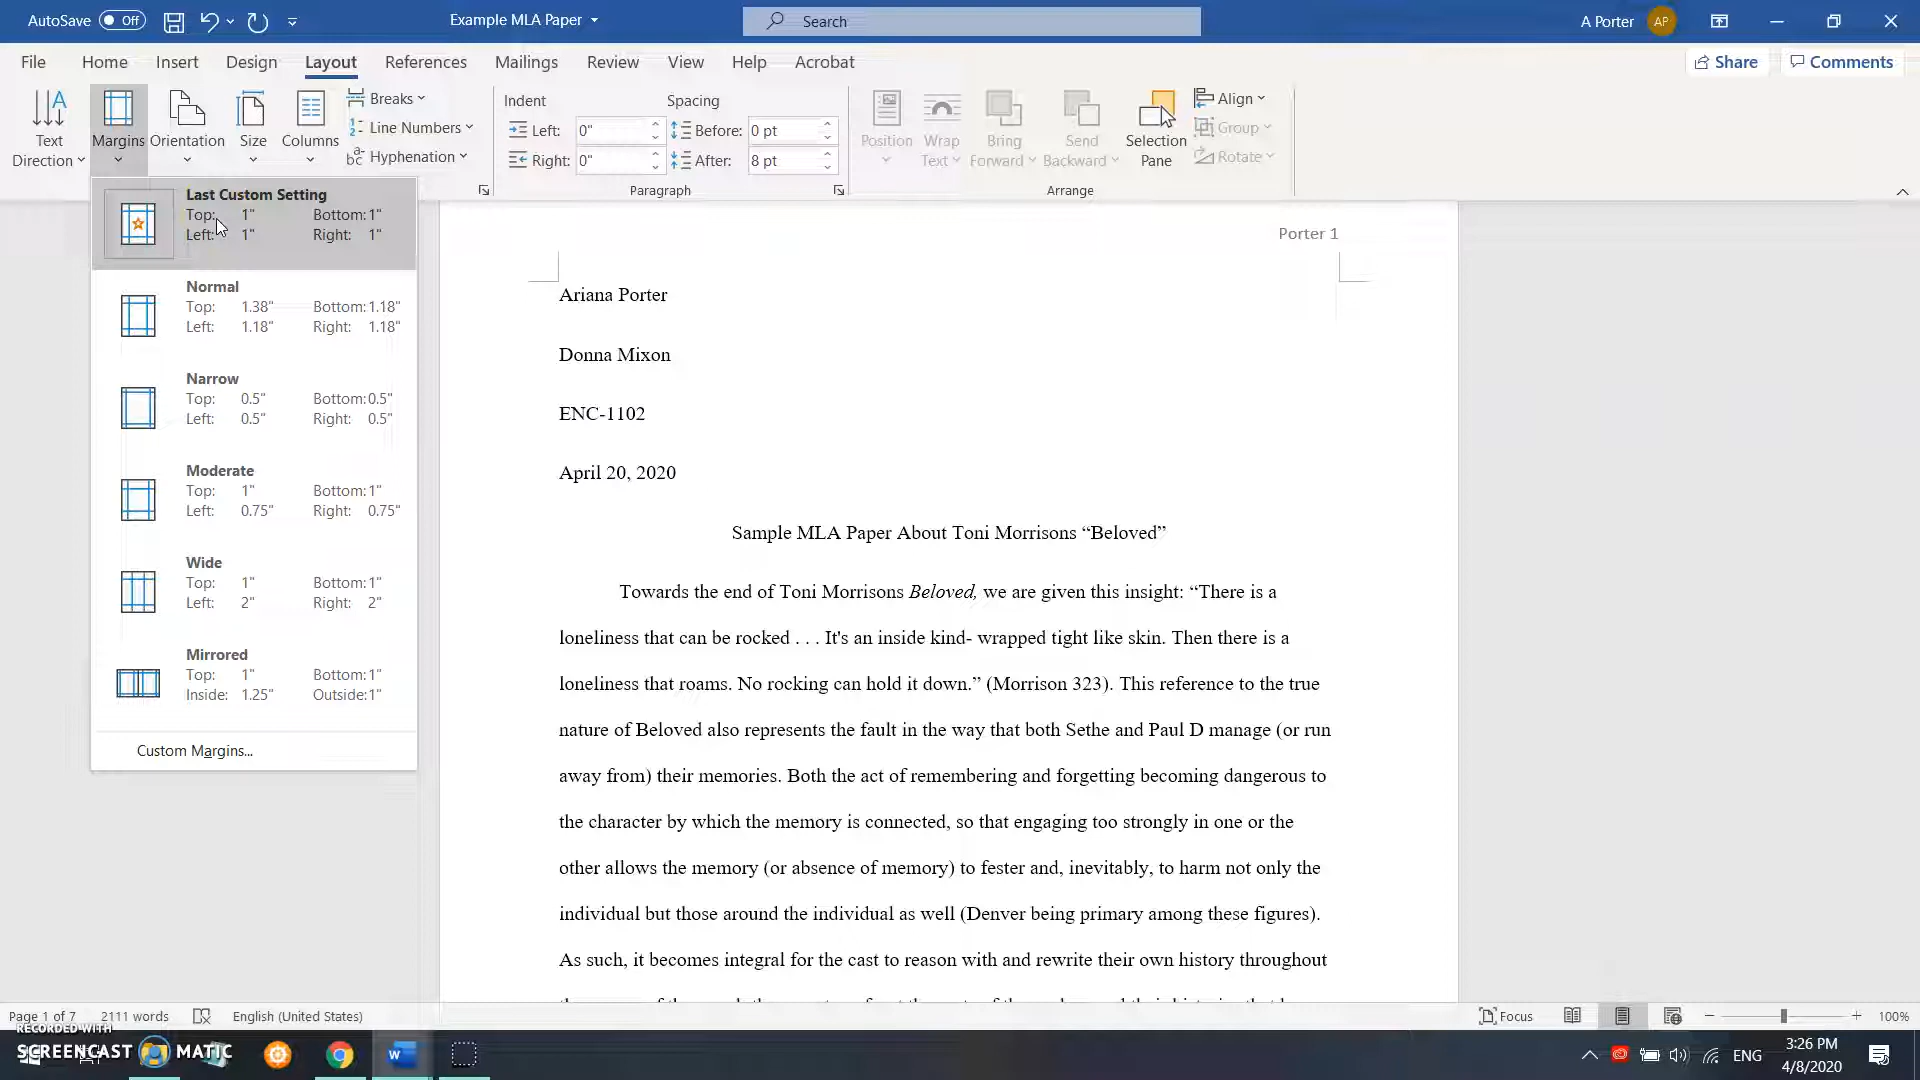 AutoSave Off
Example MLA Paper
Search
A Porter AP
File Home Insert Design Layout References Mailings Review View Help Acrobat
Share Comments
Text Direction
Margins
Orientation
Size
Columns
Breaks
Line Numbers
Hyphenation
Indent
Left: 0"
Right: 0"
Spacing
Before: 0 pt
After: 8 pt
Paragraph
Position
Wrap Text
Bring Forward
Send Backward
Selection Pane
Align
Group
Rotate
Arrange
Last Custom Setting
Top: 1" Bottom: 1"
Left: 1" Right: 1"
Normal
Top: 1.38" Bottom: 1.18"
Left: 1.18" Right: 1.18"
Narrow
Top: 0.5" Bottom: 0.5"
Left: 0.5" Right: 0.5"
Moderate
Top: 1" Bottom: 1"
Left: 0.75" Right: 0.75"
Wide
Top: 1" Bottom: 1"
Left: 2" Right: 2"
Mirrored
Top: 1" Bottom: 1"
Inside: 1.25" Outside: 1"
Custom Margins...
Porter 1
Ariana Porter
Donna Mixon
ENC-1102
April 20, 2020
Sample MLA Paper About Toni Morrisons “Beloved”
Towards the end of Toni Morrisons Beloved, we are given this insight: “There is a
loneliness that can be rocked . . . It's an inside kind- wrapped tight like skin. Then there is a
loneliness that roams. No rocking can hold it down.” (Morrison 323). This reference to the true
nature of Beloved also represents the fault in the way that both Sethe and Paul D manage (or run
away from) their memories. Both the act of remembering and forgetting becoming dangerous to
the character by which the memory is connected, so that engaging too strongly in one or the
other allows the memory (or absence of memory) to fester and, inevitably, to harm not only the
individual but those around the individual as well (Denver being primary among these figures).
As such, it becomes integral for the cast to reason with and rewrite their own history throughout
Page 1 of 7 2111 words English (United States)
Focus 100%
RECORDED WITH
SCREENCAST MATIC
ENG
3:26 PM
4/8/2020